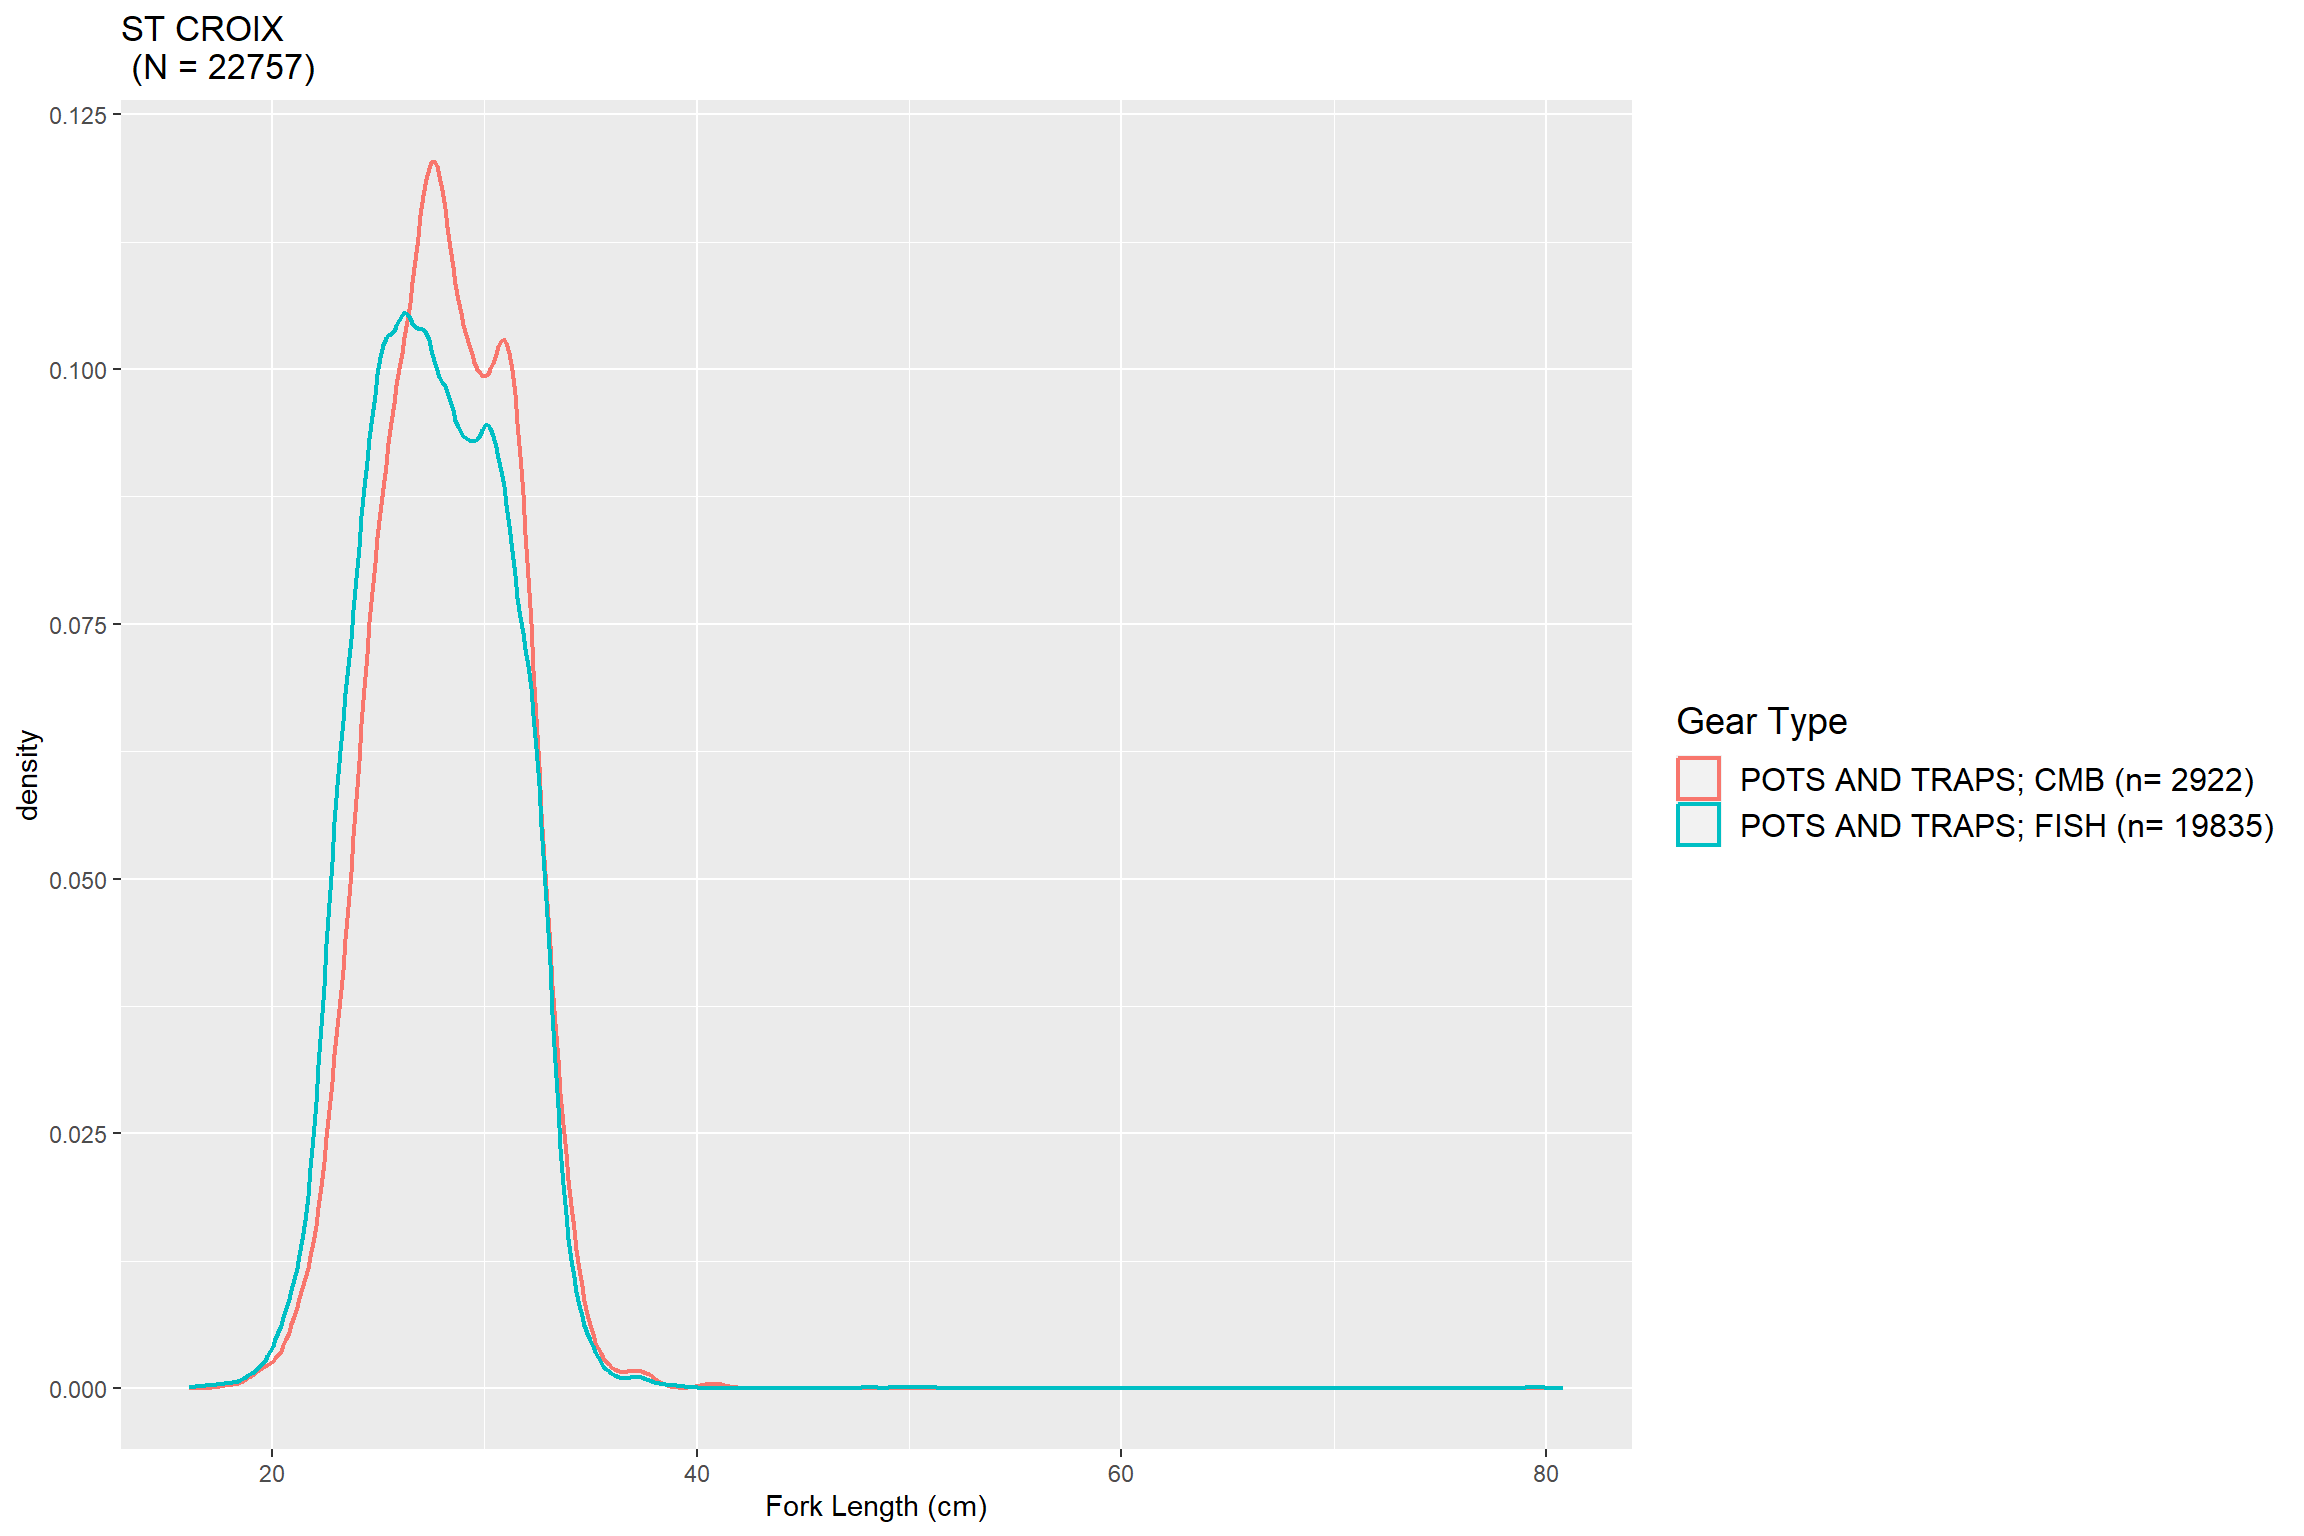 ST CROIX
(N = 22757)
0.125
0.100
0.075
0.050
0.025
0.000
density
20
40
60
80
Fork Length (cm)
Gear Type
POTS AND TRAPS; CMB (n= 2922)
POTS AND TRAPS; FISH (n= 19835)